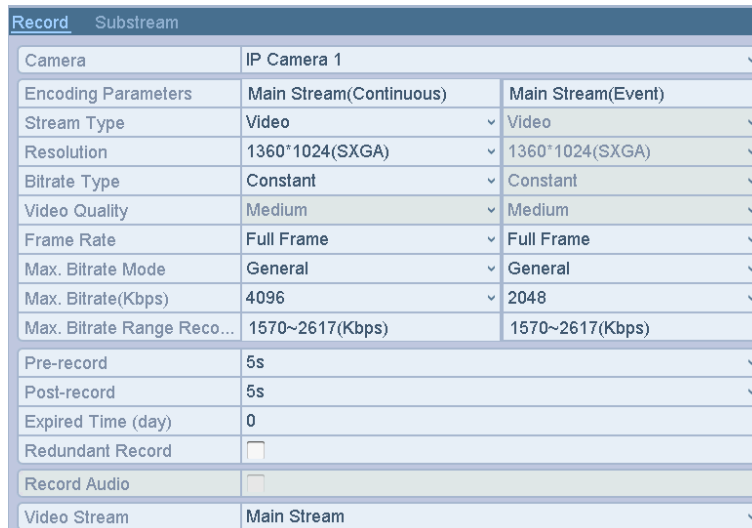 Record Substream
Camera IP Camera 1
Encoding Parameters Main Stream(Continuous) Main Stream(Event)
Stream Type Video Video
Resolution 1360*1024(SXGA) 1360*1024(SXGA)
Bitrate Type Constant Constant
Video Quality Medium Medium
Frame Rate Full Frame Full Frame
Max. Bitrate Mode General General
Max. Bitrate(Kbps) 4096 2048
Max. Bitrate Range Reco... 1570~2617(Kbps) 1570~2617(Kbps)
Pre-record 5s
Post-record 5s
Expired Time (day) 0
Redundant Record
Record Audio
Video Stream Main Stream